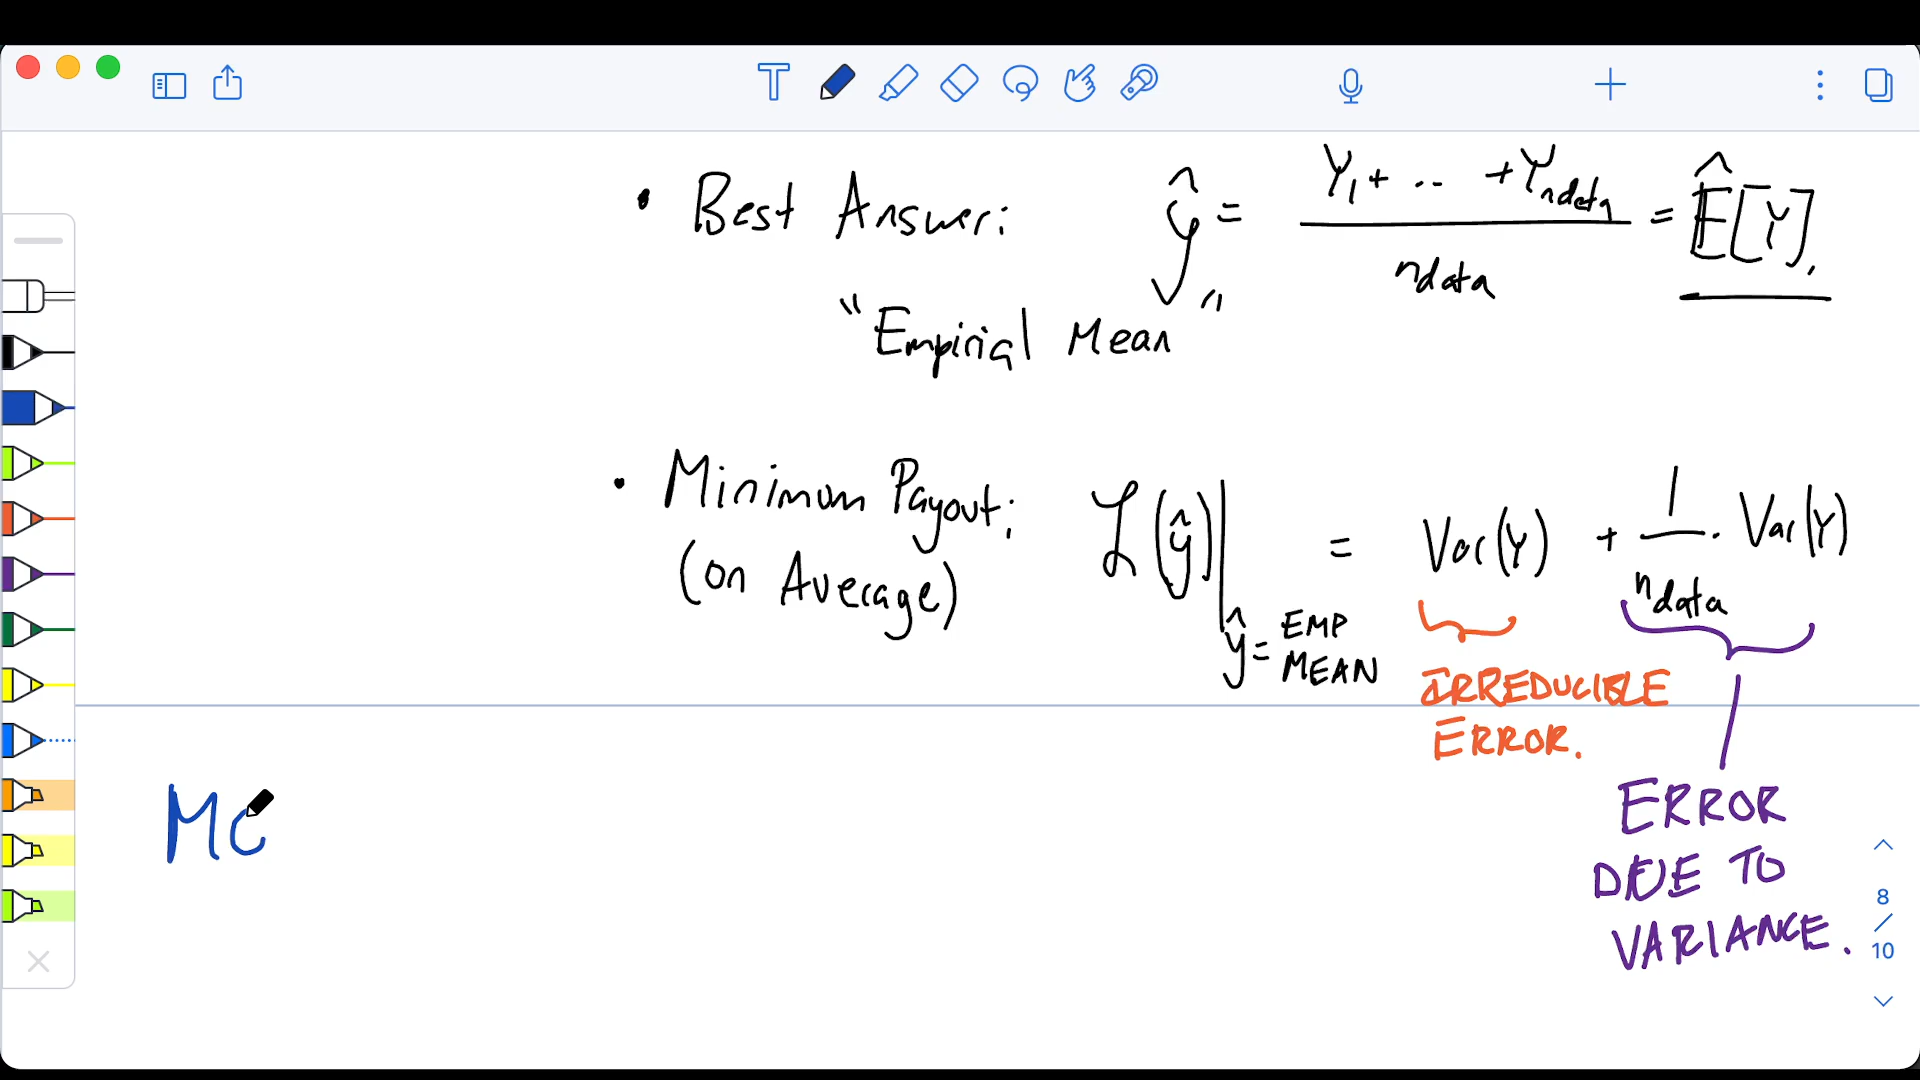 • Best Answer: ŷ = Y₁ + .. + Yndata / ndata = Ê[Y].
"Empirial Mean"
• Minimum Payout: ℒ(ŷ)| ŷ = EMP MEAN = Var(Y) + 1/ndata · Var(Y)
(on Average)
IRREDUCIBLE
ERROR.
ERROR
DUE TO
VARIANCE.
MC
8
/
10